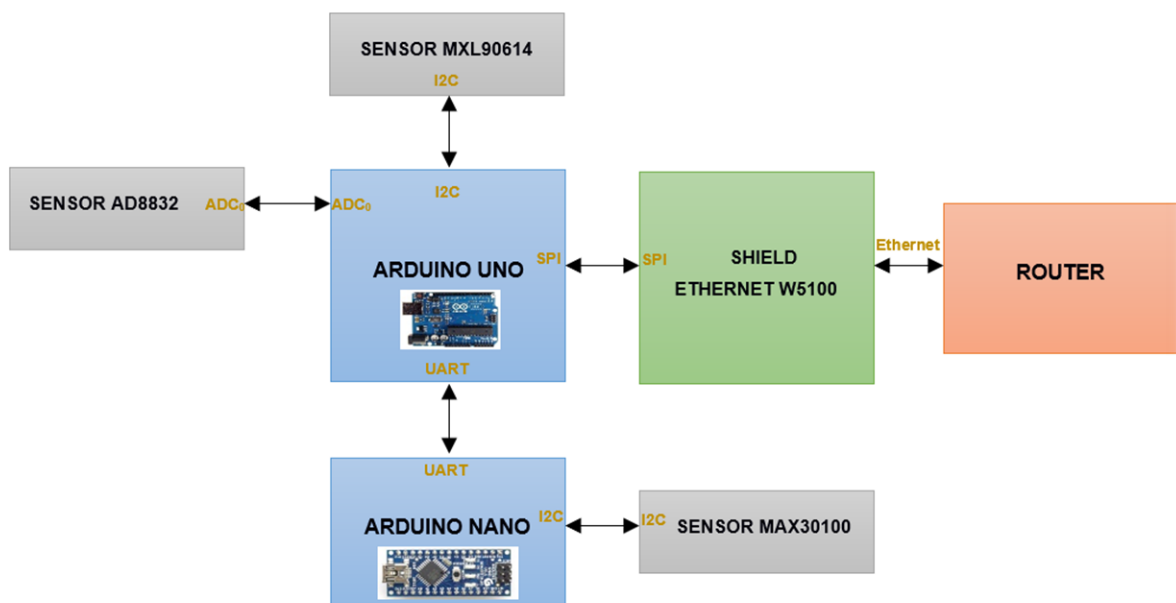 SENSOR MXL90614
I2C
SENSOR AD8832
ADC0
ADC0
I2C
ARDUINO UNO
SPI
UART
SPI
SHIELD
ETHERNET W5100
Ethernet
ROUTER
UART
ARDUINO NANO
I2C
I2C
SENSOR MAX30100